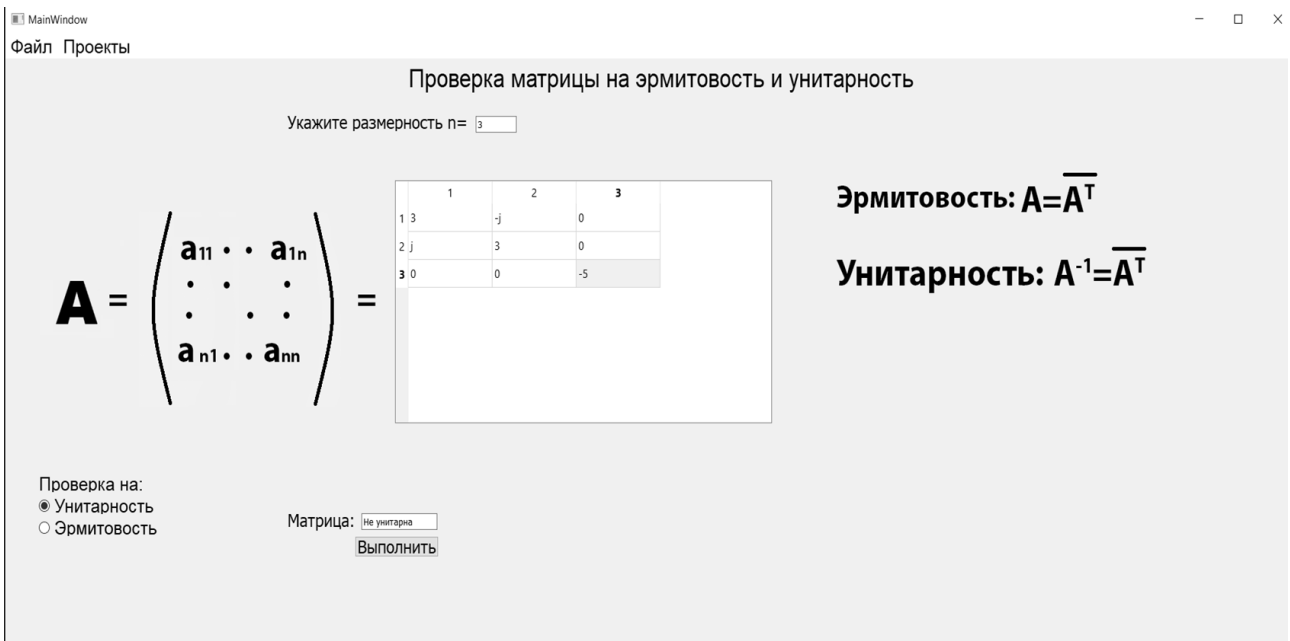 MainWindow
Файл Проекты
Проверка матрицы на эрмитовость и унитарность
Укажите размерность n= 3
1 2 3
1 3 -j 0
2 j 3 0
3 0 0 -5
A = a11 · · a1n =
· · ·
· · ·
a n1 · · ann
Эрмитовость: A=A̅ᵀ̅
Унитарность: A⁻¹=A̅ᵀ̅
Проверка на:
Унитарность
Эрмитовость
Матрица: Не унитарна
Выполнить